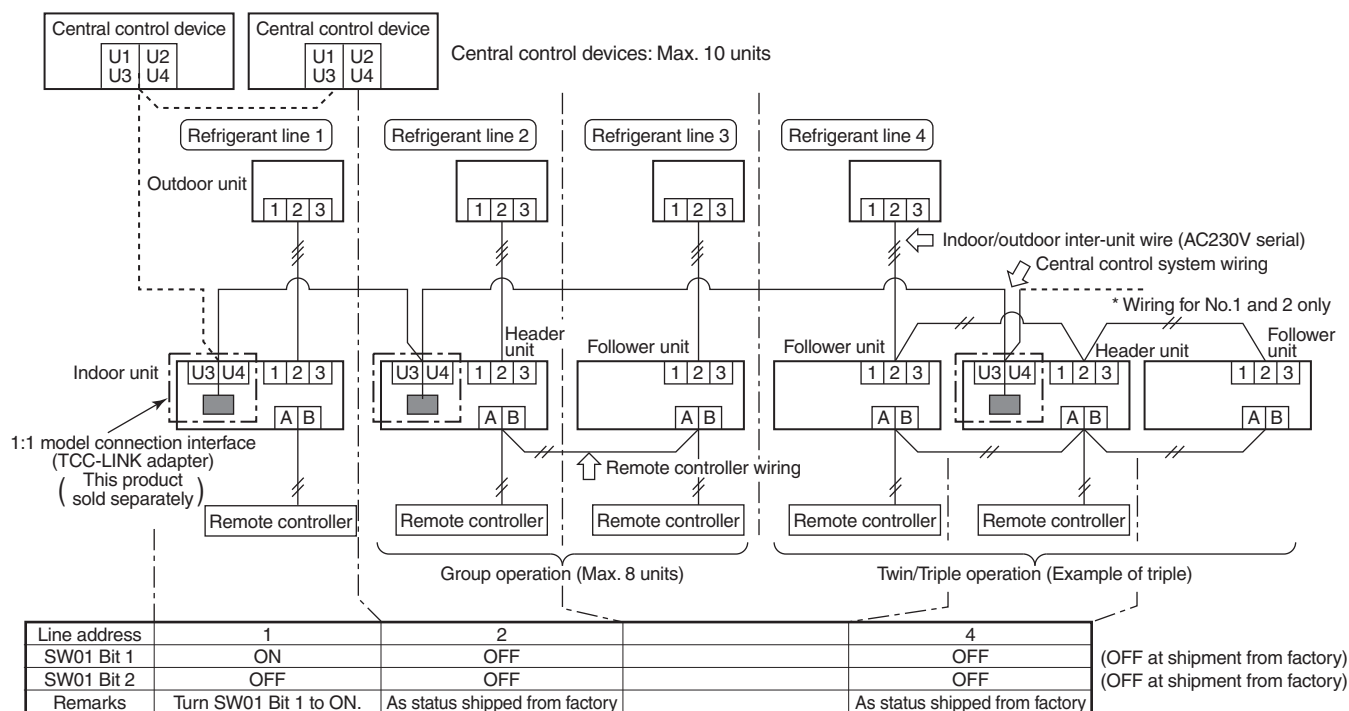 Central control device
U1 U2
U3 U4
Central control device
U1 U2
U3 U4
Central control devices: Max. 10 units
Refrigerant line 1
Refrigerant line 2
Refrigerant line 3
Refrigerant line 4
Outdoor unit
1 2 3
1 2 3
1 2 3
1 2 3
Indoor/outdoor inter-unit wire (AC230V serial)
Central control system wiring
* Wiring for No.1 and 2 only
Indoor unit
U3 U4
1 2 3
A B
Header
unit
U3 U4
1 2 3
A B
Follower unit
1 2 3
A B
Follower unit
1 2 3
A B
Header unit
U3 U4
1 2 3
A B
Follower
unit
1 2 3
A B
1:1 model connection interface
(TCC-LINK adapter)
( This product
sold separately )
Remote controller wiring
Remote controller
Remote controller
Remote controller
Remote controller
Remote controller
Group operation (Max. 8 units)
Twin/Triple operation (Example of triple)
Line address 1 2 4
SW01 Bit 1 ON OFF OFF (OFF at shipment from factory)
SW01 Bit 2 OFF OFF OFF (OFF at shipment from factory)
Remarks Turn SW01 Bit 1 to ON. As status shipped from factory As status shipped from factory